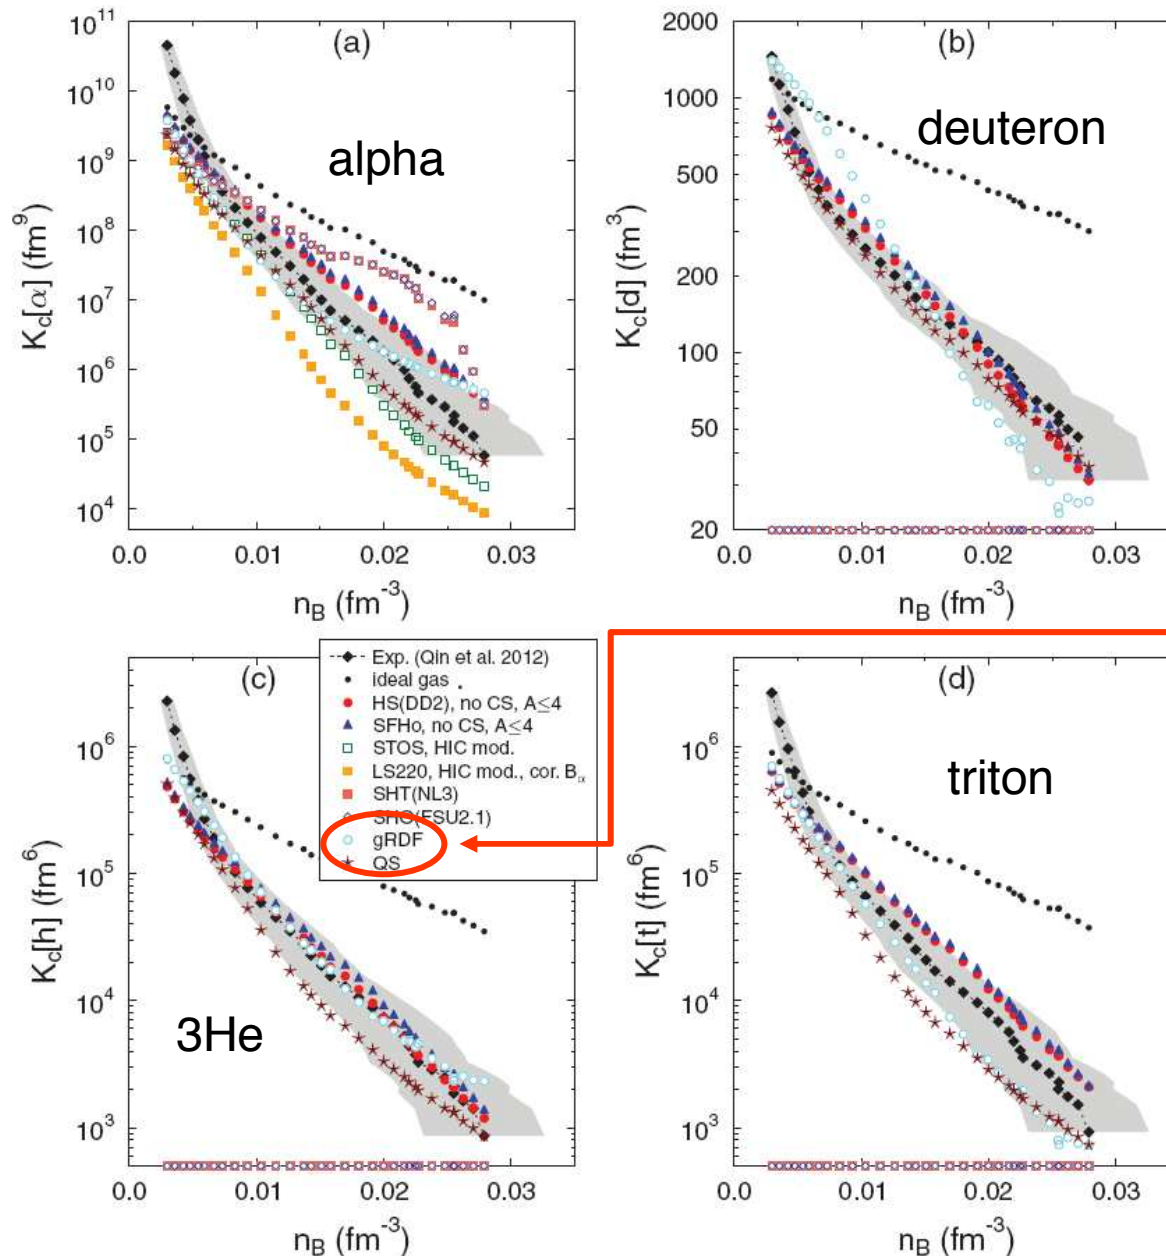 (a)
alpha
10^11
10^10
10^9
10^8
10^7
10^6
10^5
10^4
K_c[α] (fm^9)
0.0 0.01 0.02 0.03
n_B (fm^-3)
(b)
deuteron
2000
1000
500
200
100
50
20
K_c[d] (fm^3)
0.0 0.01 0.02 0.03
n_B (fm^-3)
(c)
3He
10^6
10^5
10^4
10^3
K_c[h] (fm^6)
0.0 0.01 0.02 0.03
n_B (fm^-3)
Exp. (Qin et al. 2012)
ideal gas
HS(DD2), no CS, A≤4
SFHo, no CS, A≤4
STOS, HIC mod.
LS220, HIC mod., cor. B_α
SHT(NL3)
SHO(FSU2.1)
gRDF
QS
(d)
triton
10^6
10^5
10^4
10^3
K_c[t] (fm^6)
0.0 0.01 0.02 0.03
n_B (fm^-3)